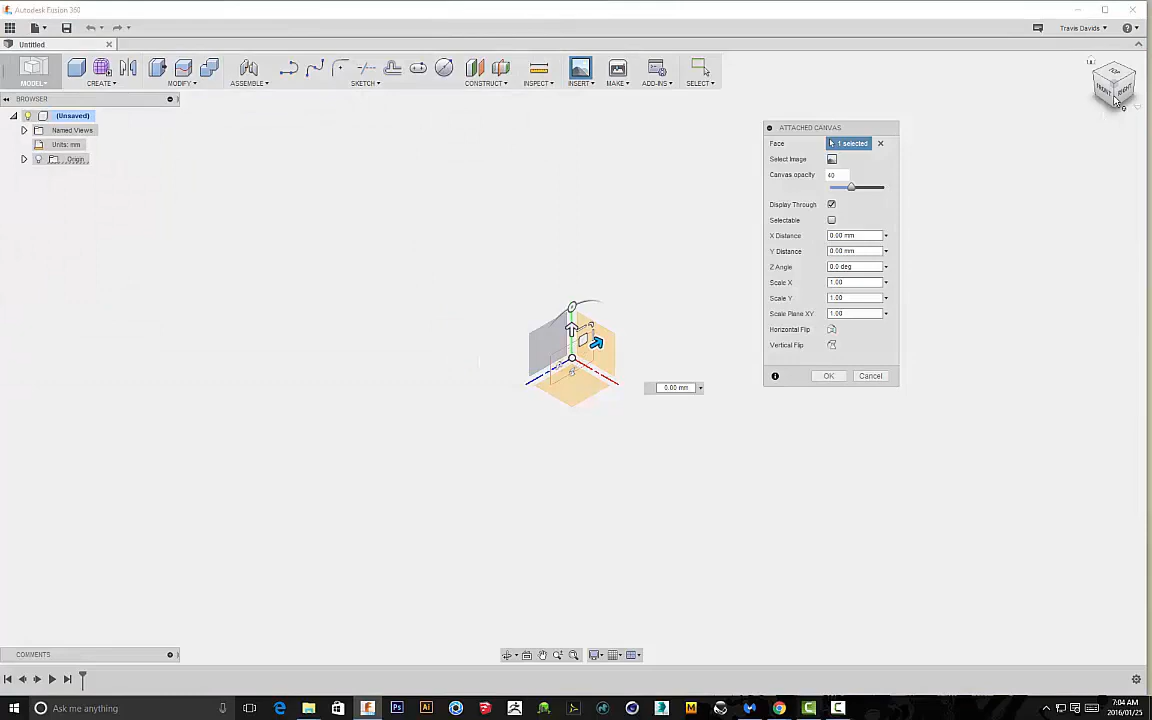 Autodesk Fusion 360
Travis Davids
Untitled
MODEL
CREATE
MODIFY
ASSEMBLE
SKETCH
CONSTRUCT
INSPECT
INSERT
MAKE
ADD-INS
SELECT
TOP
FRONT
RIGHT
BROWSER
(Unsaved)
Named Views
Units: mm
Origin
ATTACHED CANVAS
Face 1 selected
Select Image
Canvas opacity 40
Display Through
Selectable
X Distance 0.00 mm
Y Distance 0.00 mm
Z Angle 0.0 deg
Scale X 1.00
Scale Y 1.00
Scale Plane XY 1.00
Horizontal Flip
Vertical Flip
OK Cancel
0.00 mm
COMMENTS
Ask me anything
7:04 AM
2016/01/25